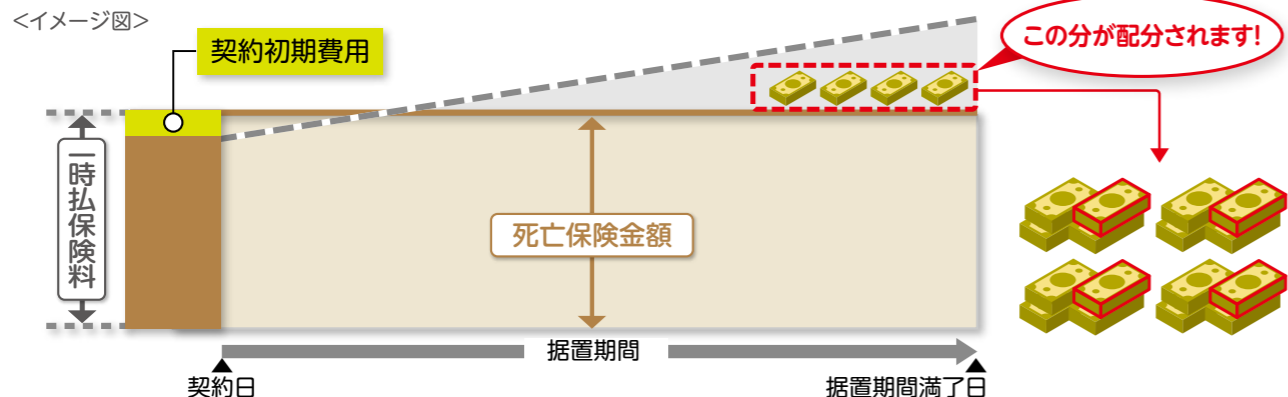 ＜イメージ図＞
契約初期費用
この分が配分されます!
一時払保険料
死亡保険金額
据置期間
契約日
据置期間満了日